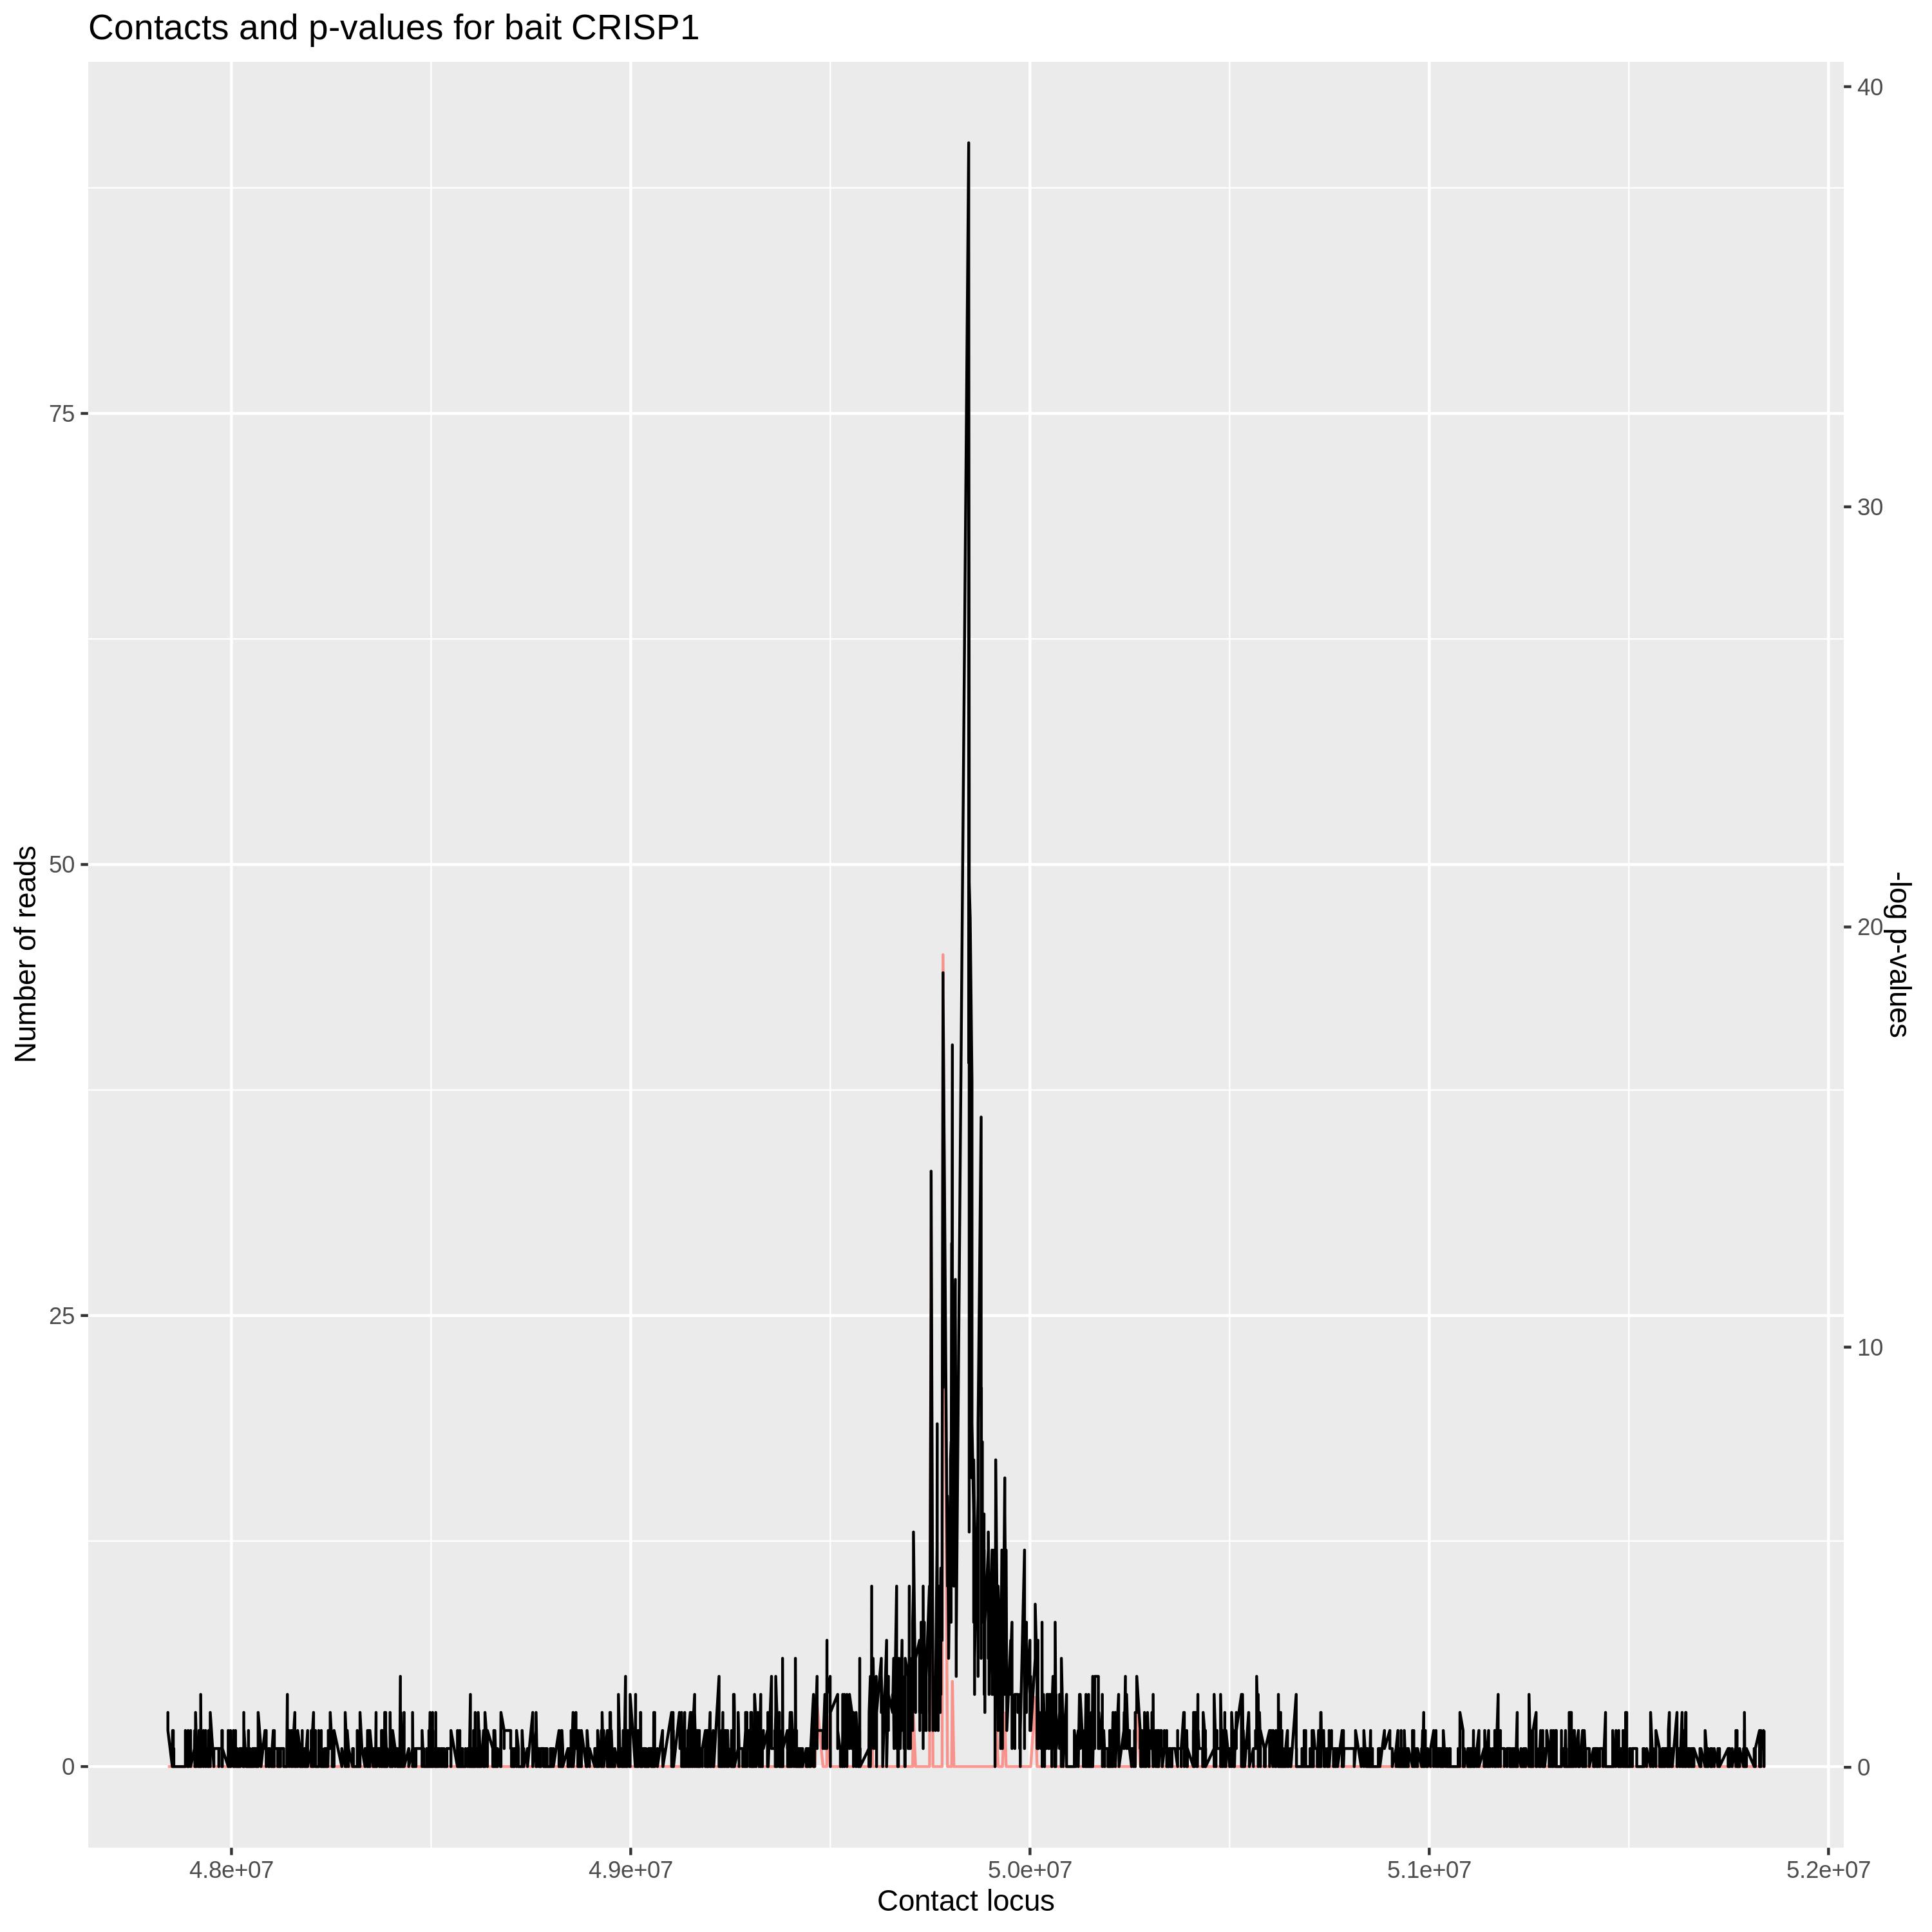 Contacts and p-values for bait CRISP1
40
75
30
50
20
25
10
0
0
Number of reads
-log p-values
4.8e+07
4.9e+07
5.0e+07
5.1e+07
5.2e+07
Contact locus